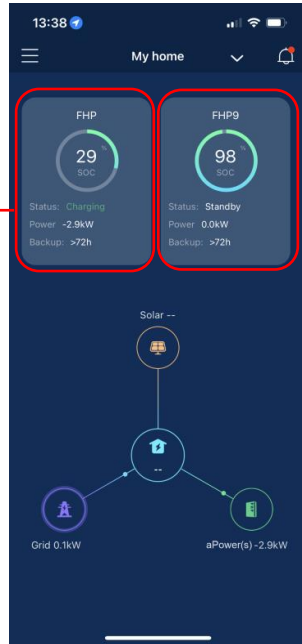 13:38
My home
FHP
29 %
SOC
Status: Charging
Power -2.9kW
Backup: >72h
FHP9
98 %
SOC
Status: Standby
Power 0.0kW
Backup: >72h
Solar --
--
Grid 0.1kW
aPower(s) -2.9kW